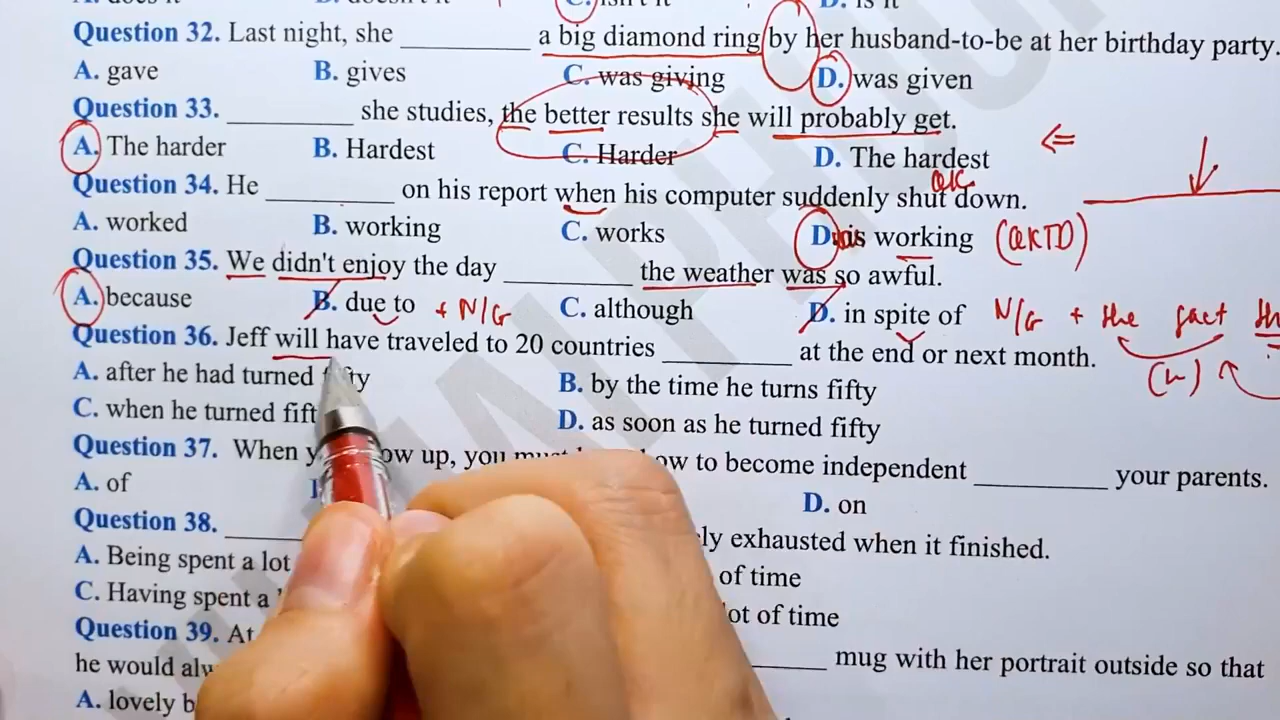 C. isn't it D. is it
Question 32. Last night, she __________ a big diamond ring by her husband-to-be at her birthday party.
A. gave B. gives C. was giving D. was given
Question 33. __________ she studies, the better results she will probably get.
A. The harder B. Hardest C. Harder D. The hardest
Question 34. He __________ on his report when his computer suddenly shut down.
QK
A. worked B. working C. works D. is working (QKTD)
Question 35. We didn't enjoy the day __________ the weather was so awful.
A. because B. due to + N/G C. although D. in spite of N/G + the fact
Question 36. Jeff will have traveled to 20 countries __________ at the end or next month.
(N)
A. after he had turned fifty B. by the time he turns fifty
C. when he turned fift D. as soon as he turned fifty
Question 37. When up, you to become independent __________ your parents.
A. of D. on
Question 38. exhausted when it finished.
A. Being spent a lot of time
C. Having spent a lot of time
Question 39. At mug with her portrait outside so that
he would
A. lovely